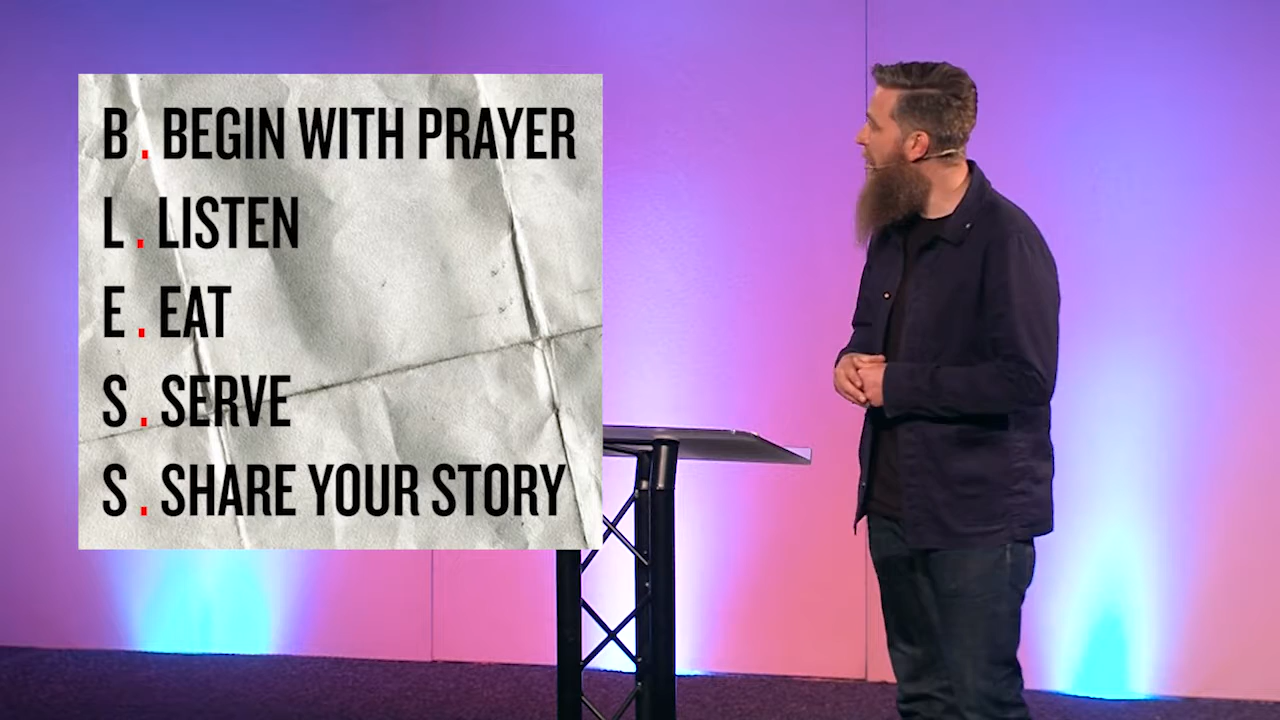 B . BEGIN WITH PRAYER
L . LISTEN
E . EAT
S . SERVE
S . SHARE YOUR STORY